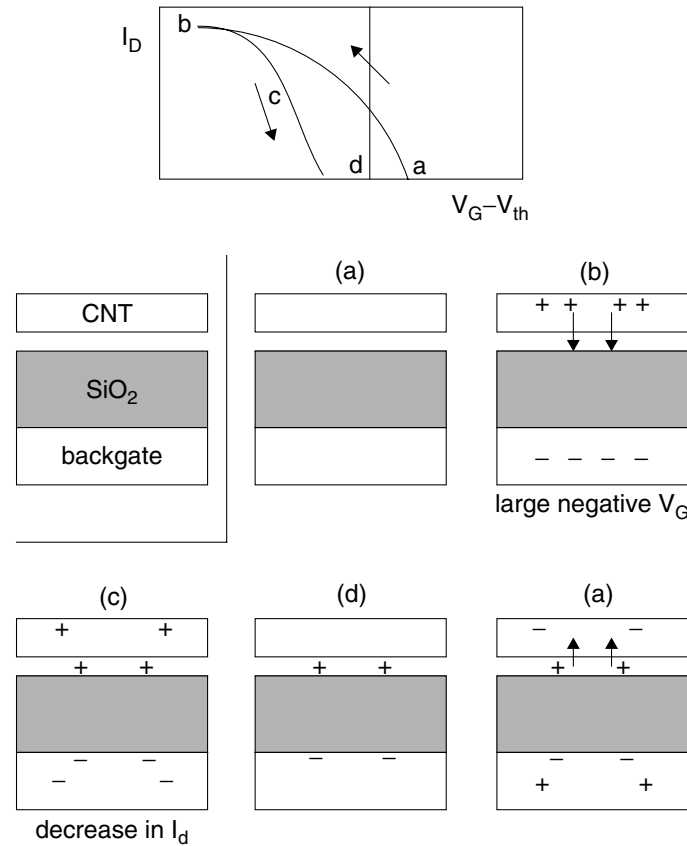 I_D
b
c
d
a
V_G–V_th
(a)
(b)
CNT
+ + + +
SiO₂
backgate
– – – –
large negative V_G
(c)
(d)
(a)
+ +
– –
+ +
+ +
+ +
– –
– –
– –
– –
+ +
decrease in I_d